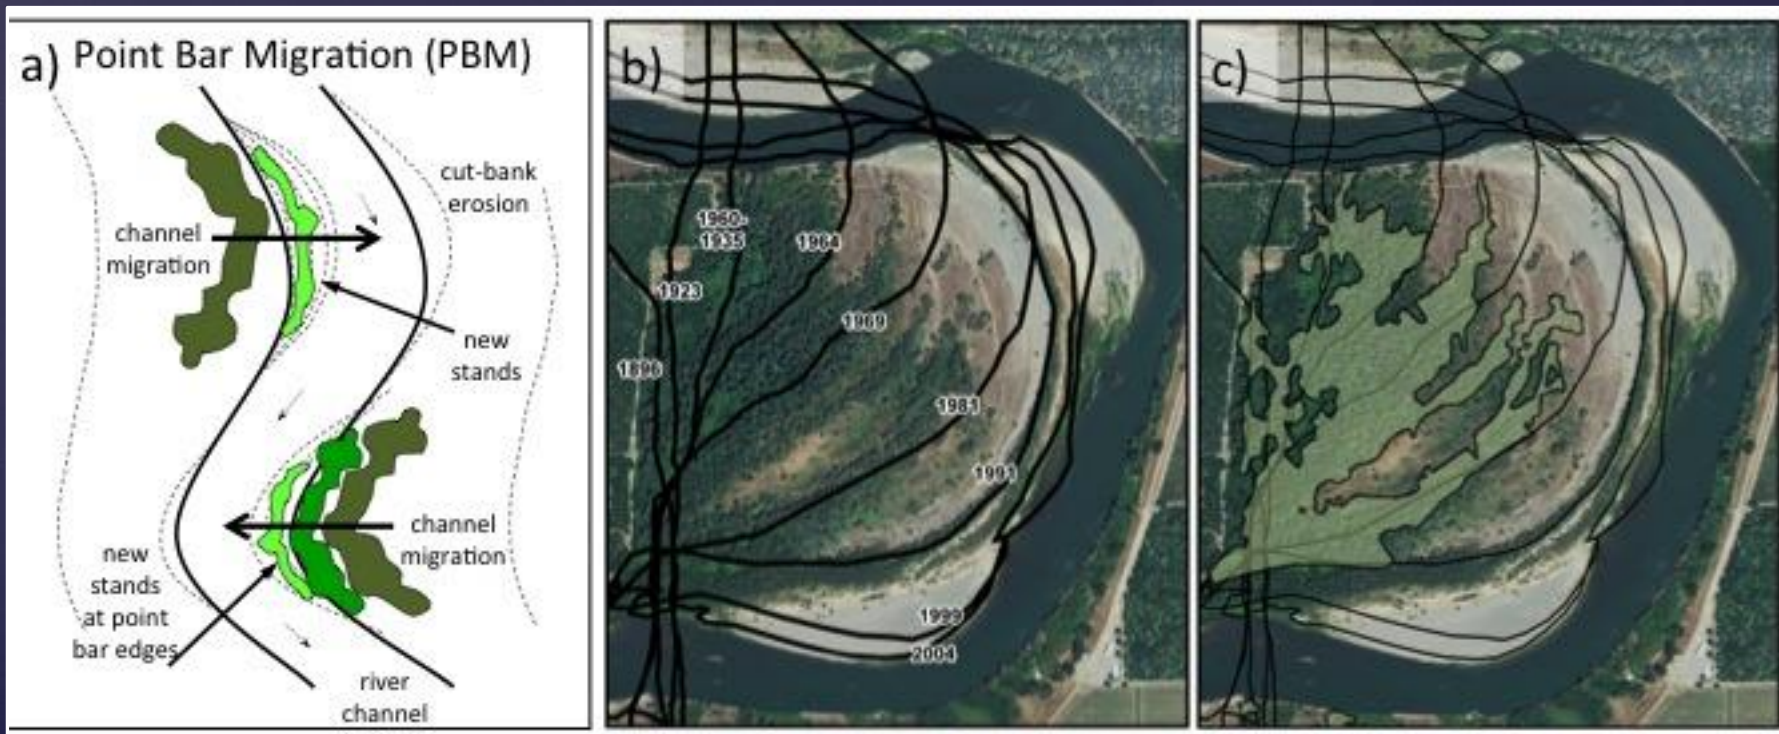 a) Point Bar Migration (PBM)
cut-bank
erosion
channel
migration
new
stands
channel
migration
new
stands
at point
bar edges
river
channel
b)
1960-
1935
1964
1923
1969
1896
1981
1991
1999
2004
c)